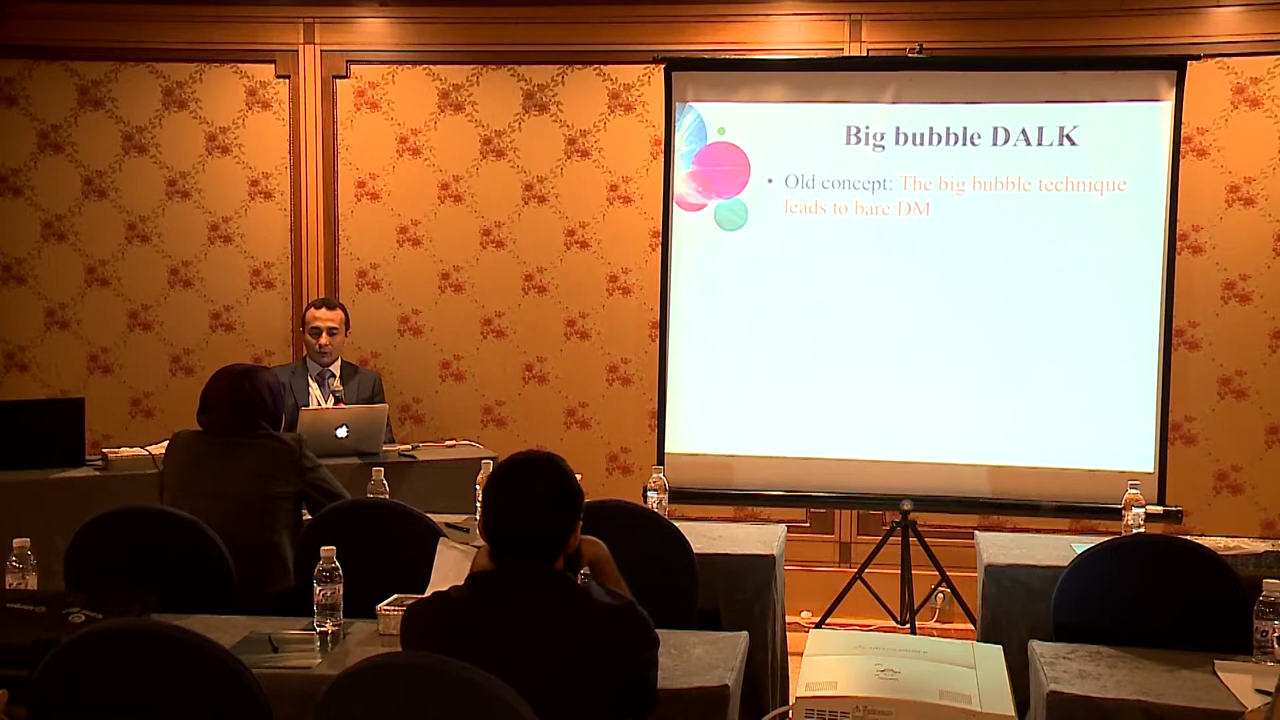 Big bubble DALK
• Old concept: The big bubble technique
leads to bare DM